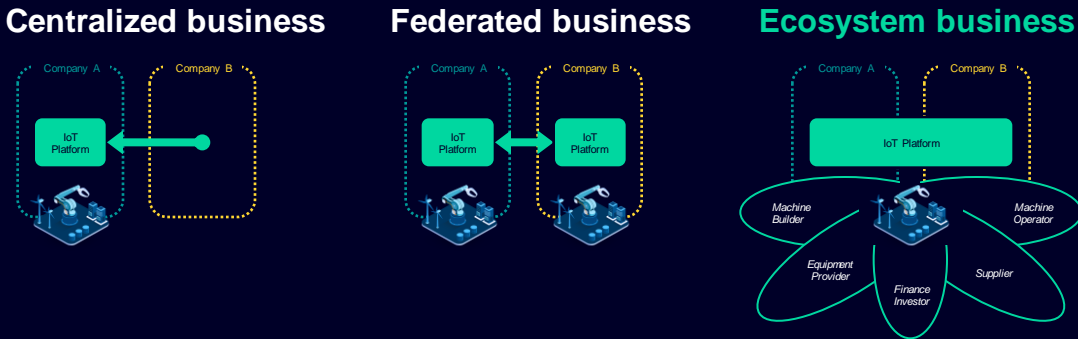 Centralized business
Company A
Company B
IoT
Platform
Federated business
Company A
Company B
IoT
Platform
IoT
Platform
Ecosystem business
Company A
Company B
IoT Platform
Machine
Builder
Machine
Operator
Equipment
Provider
Supplier
Finance
Investor